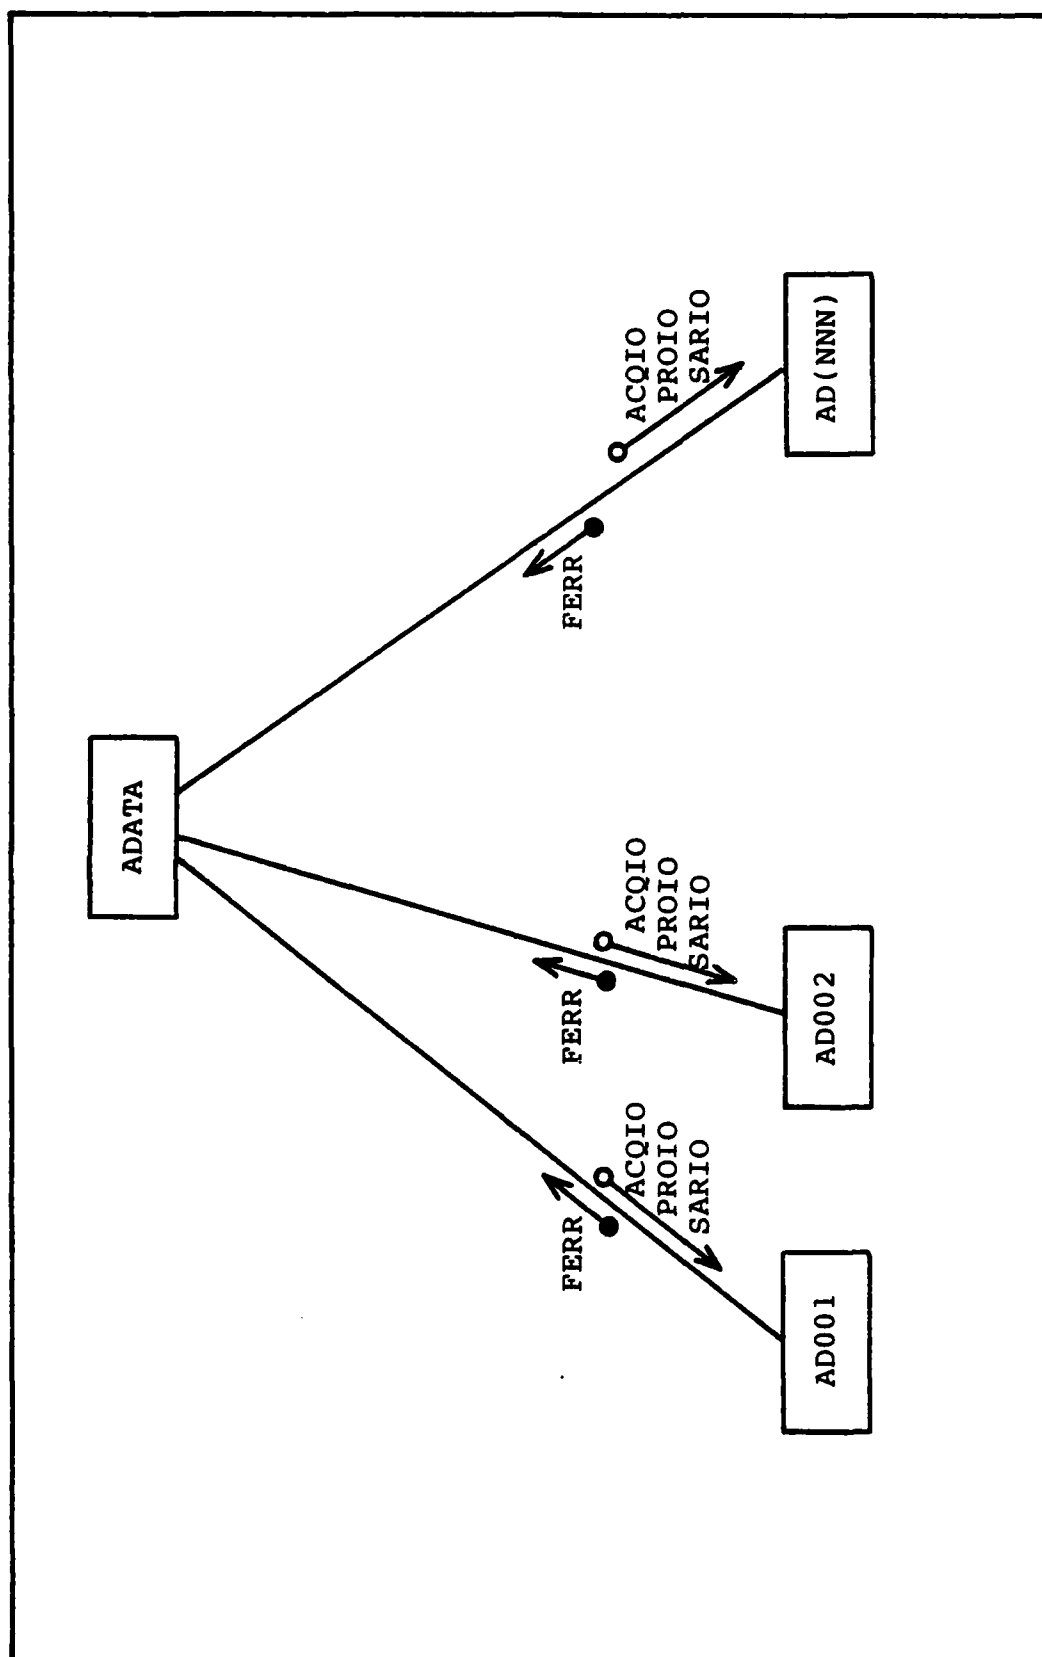 ADATA
FERR
ACQIO
PROIO
SARIO
FERR
ACQIO
PROIO
SARIO
FERR
ACQIO
PROIO
SARIO
AD001
AD002
AD(NNN)